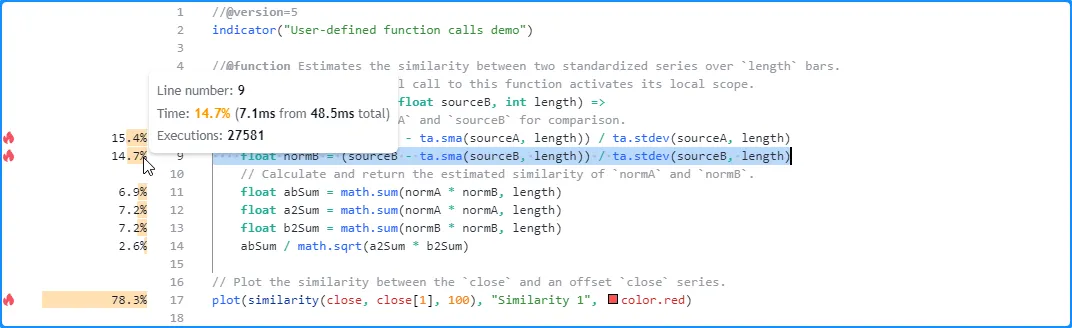 1 //@version=5
2 indicator("User-defined function calls demo")
3
4 //@function Estimates the similarity between two standardized series over `length` bars.
l call to this function activates its local scope.
float sourceB, int length) =>
A` and `sourceB` for comparison.
Line number: 9
Time: 14.7% (7.1ms from 48.5ms total)
Executions: 27581
15.4% - ta.sma(sourceA, length)) / ta.stdev(sourceA, length)
14.7% 9 float normB = (sourceB - ta.sma(sourceB, length)) / ta.stdev(sourceB, length)
10 // Calculate and return the estimated similarity of `normA` and `normB`.
6.9% 11 float abSum = math.sum(normA * normB, length)
7.2% 12 float a2Sum = math.sum(normA * normA, length)
7.2% 13 float b2Sum = math.sum(normB * normB, length)
2.6% 14 abSum / math.sqrt(a2Sum * b2Sum)
15
16 // Plot the similarity between the `close` and an offset `close` series.
78.3% 17 plot(similarity(close, close[1], 100), "Similarity 1", color.red)
18